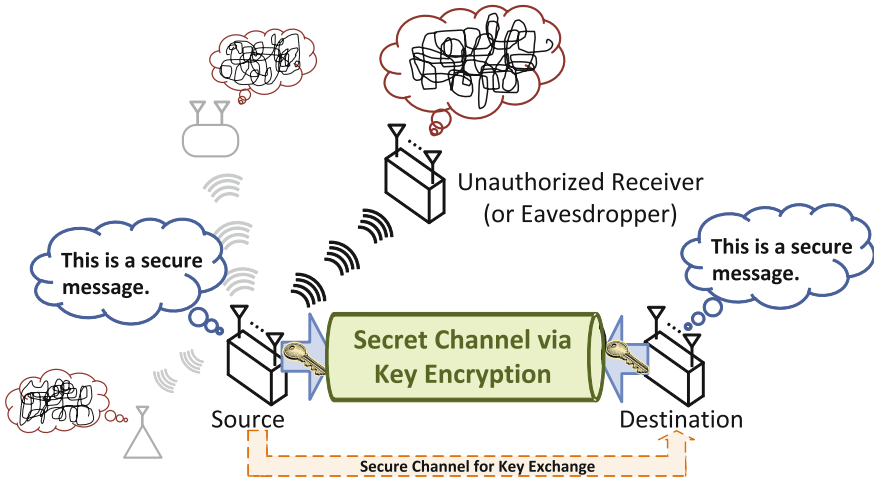 Unauthorized Receiver
(or Eavesdropper)
This is a secure
message.
This is a secure
message.
Secret Channel via
Key Encryption
Source
Destination
Secure Channel for Key Exchange